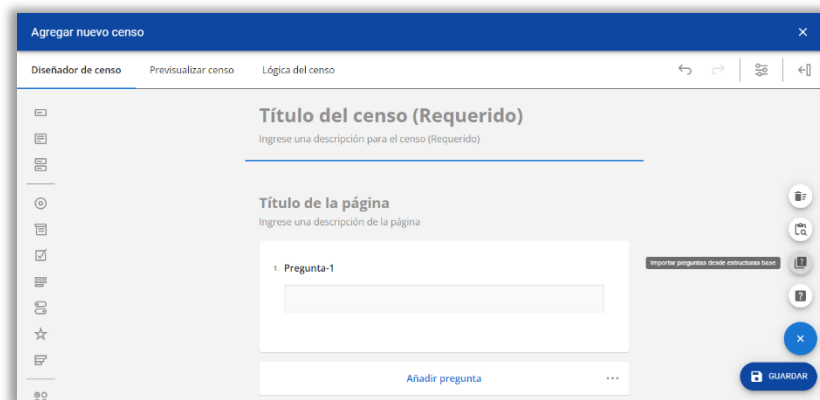 Agregar nuevo censo
Diseñador de censo
Previsualizar censo
Lógica del censo
Título del censo (Requerido)
Ingrese una descripción para el censo (Requerido)
Título de la página
Ingrese una descripción de la página
1. Pregunta-1
Importar preguntas desde estructuras base
Añadir pregunta
GUARDAR